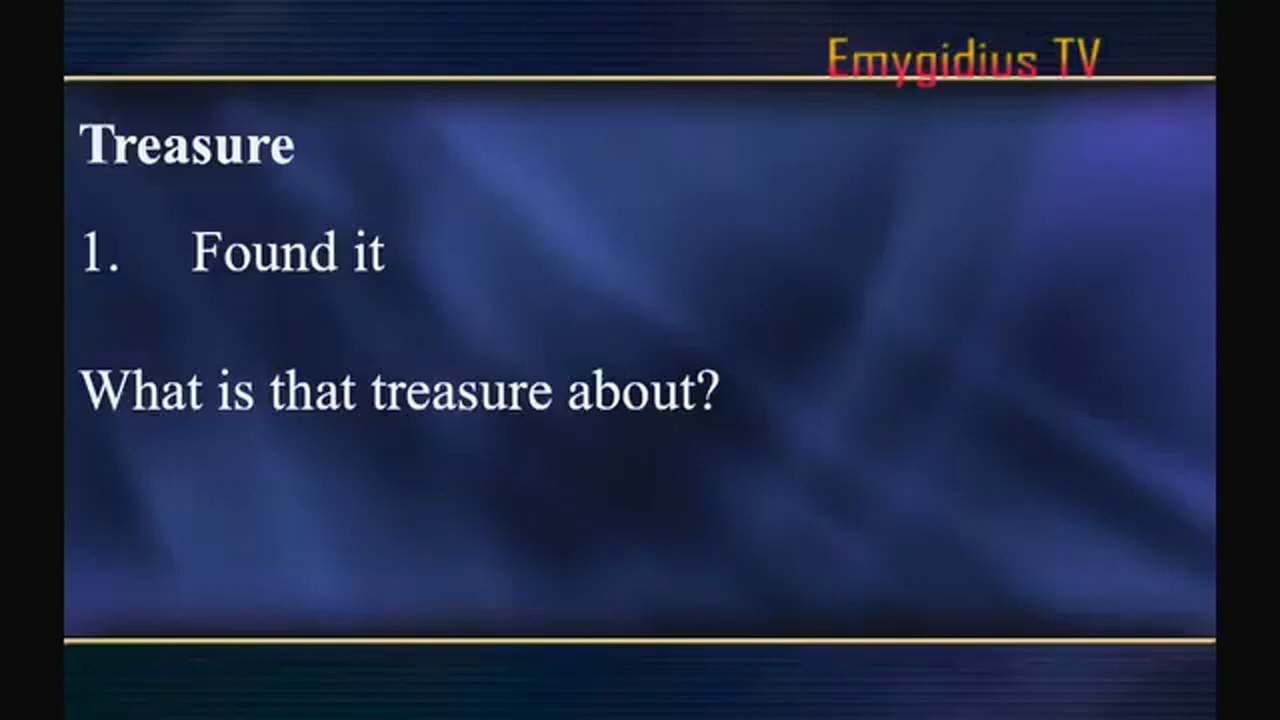 Emygidius TV
Treasure
1. Found it
What is that treasure about?